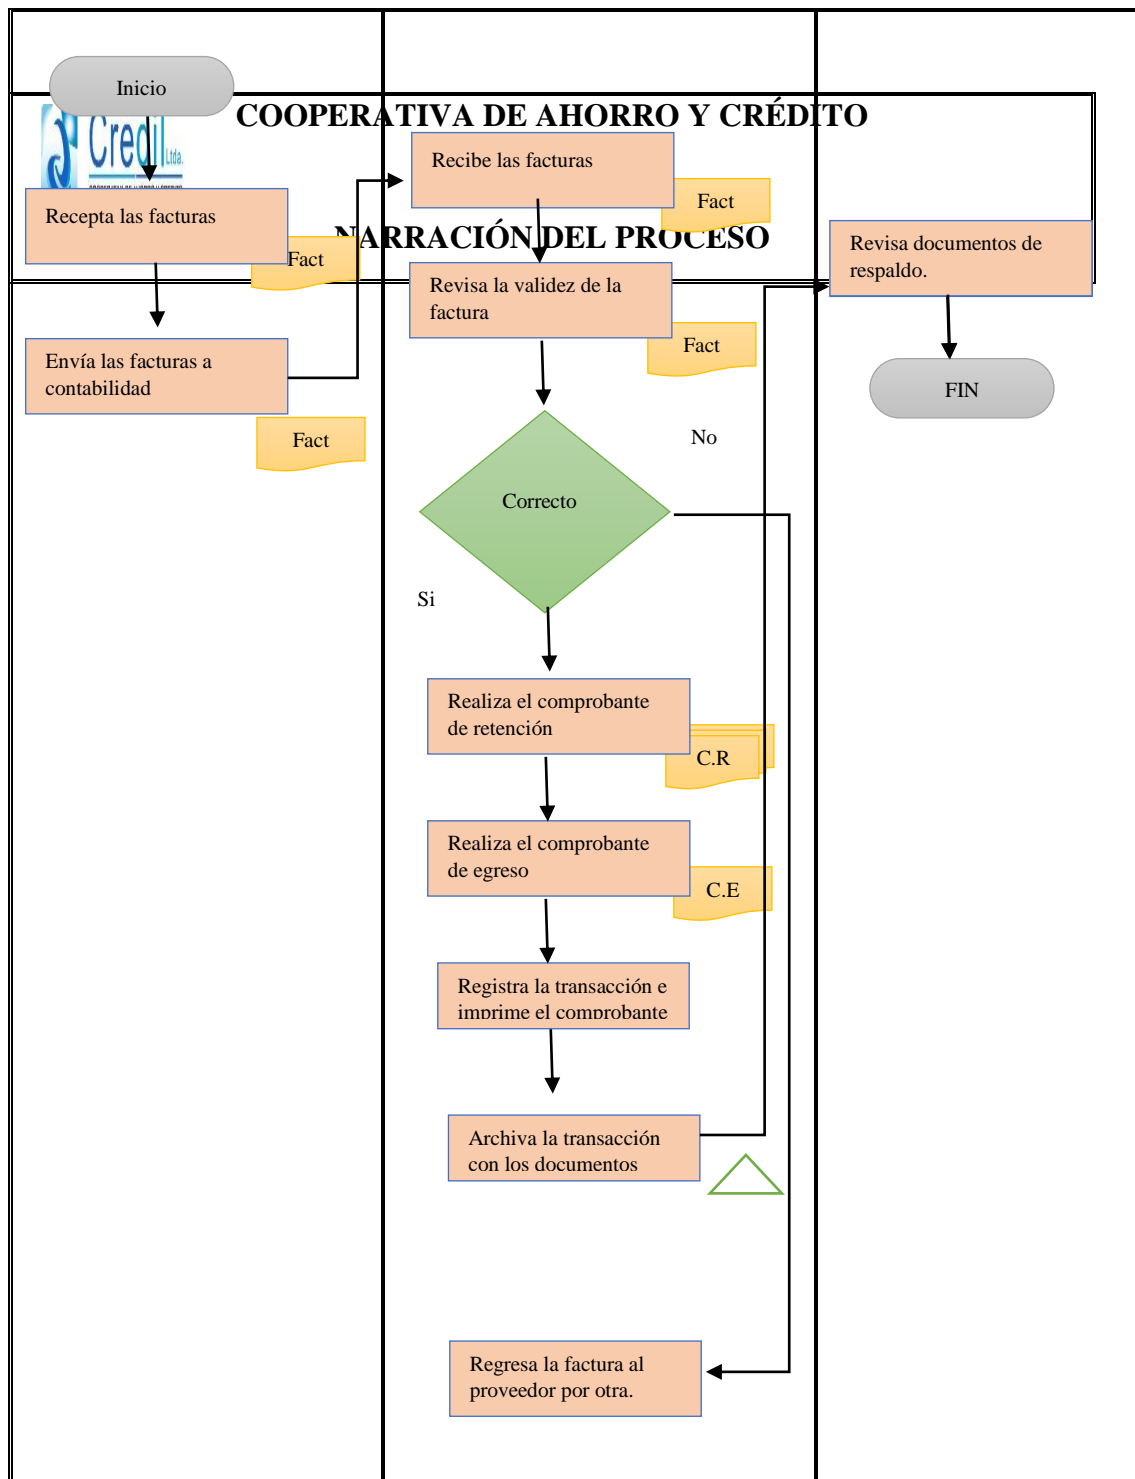 Inicio
COOPERATIVA DE AHORRO Y CRÉDITO
Credil Ltda.
NARRACIÓN DEL PROCESO
Recepta las facturas
Fact
Envía las facturas a
contabilidad
Fact
Recibe las facturas
Fact
Revisa la validez de la
factura
Fact
Correcto
No
Si
Realiza el comprobante
de retención
C.R
Realiza el comprobante
de egreso
C.E
Registra la transacción e
imprime el comprobante
Archiva la transacción
con los documentos
Regresa la factura al
proveedor por otra.
Revisa documentos de
respaldo.
FIN